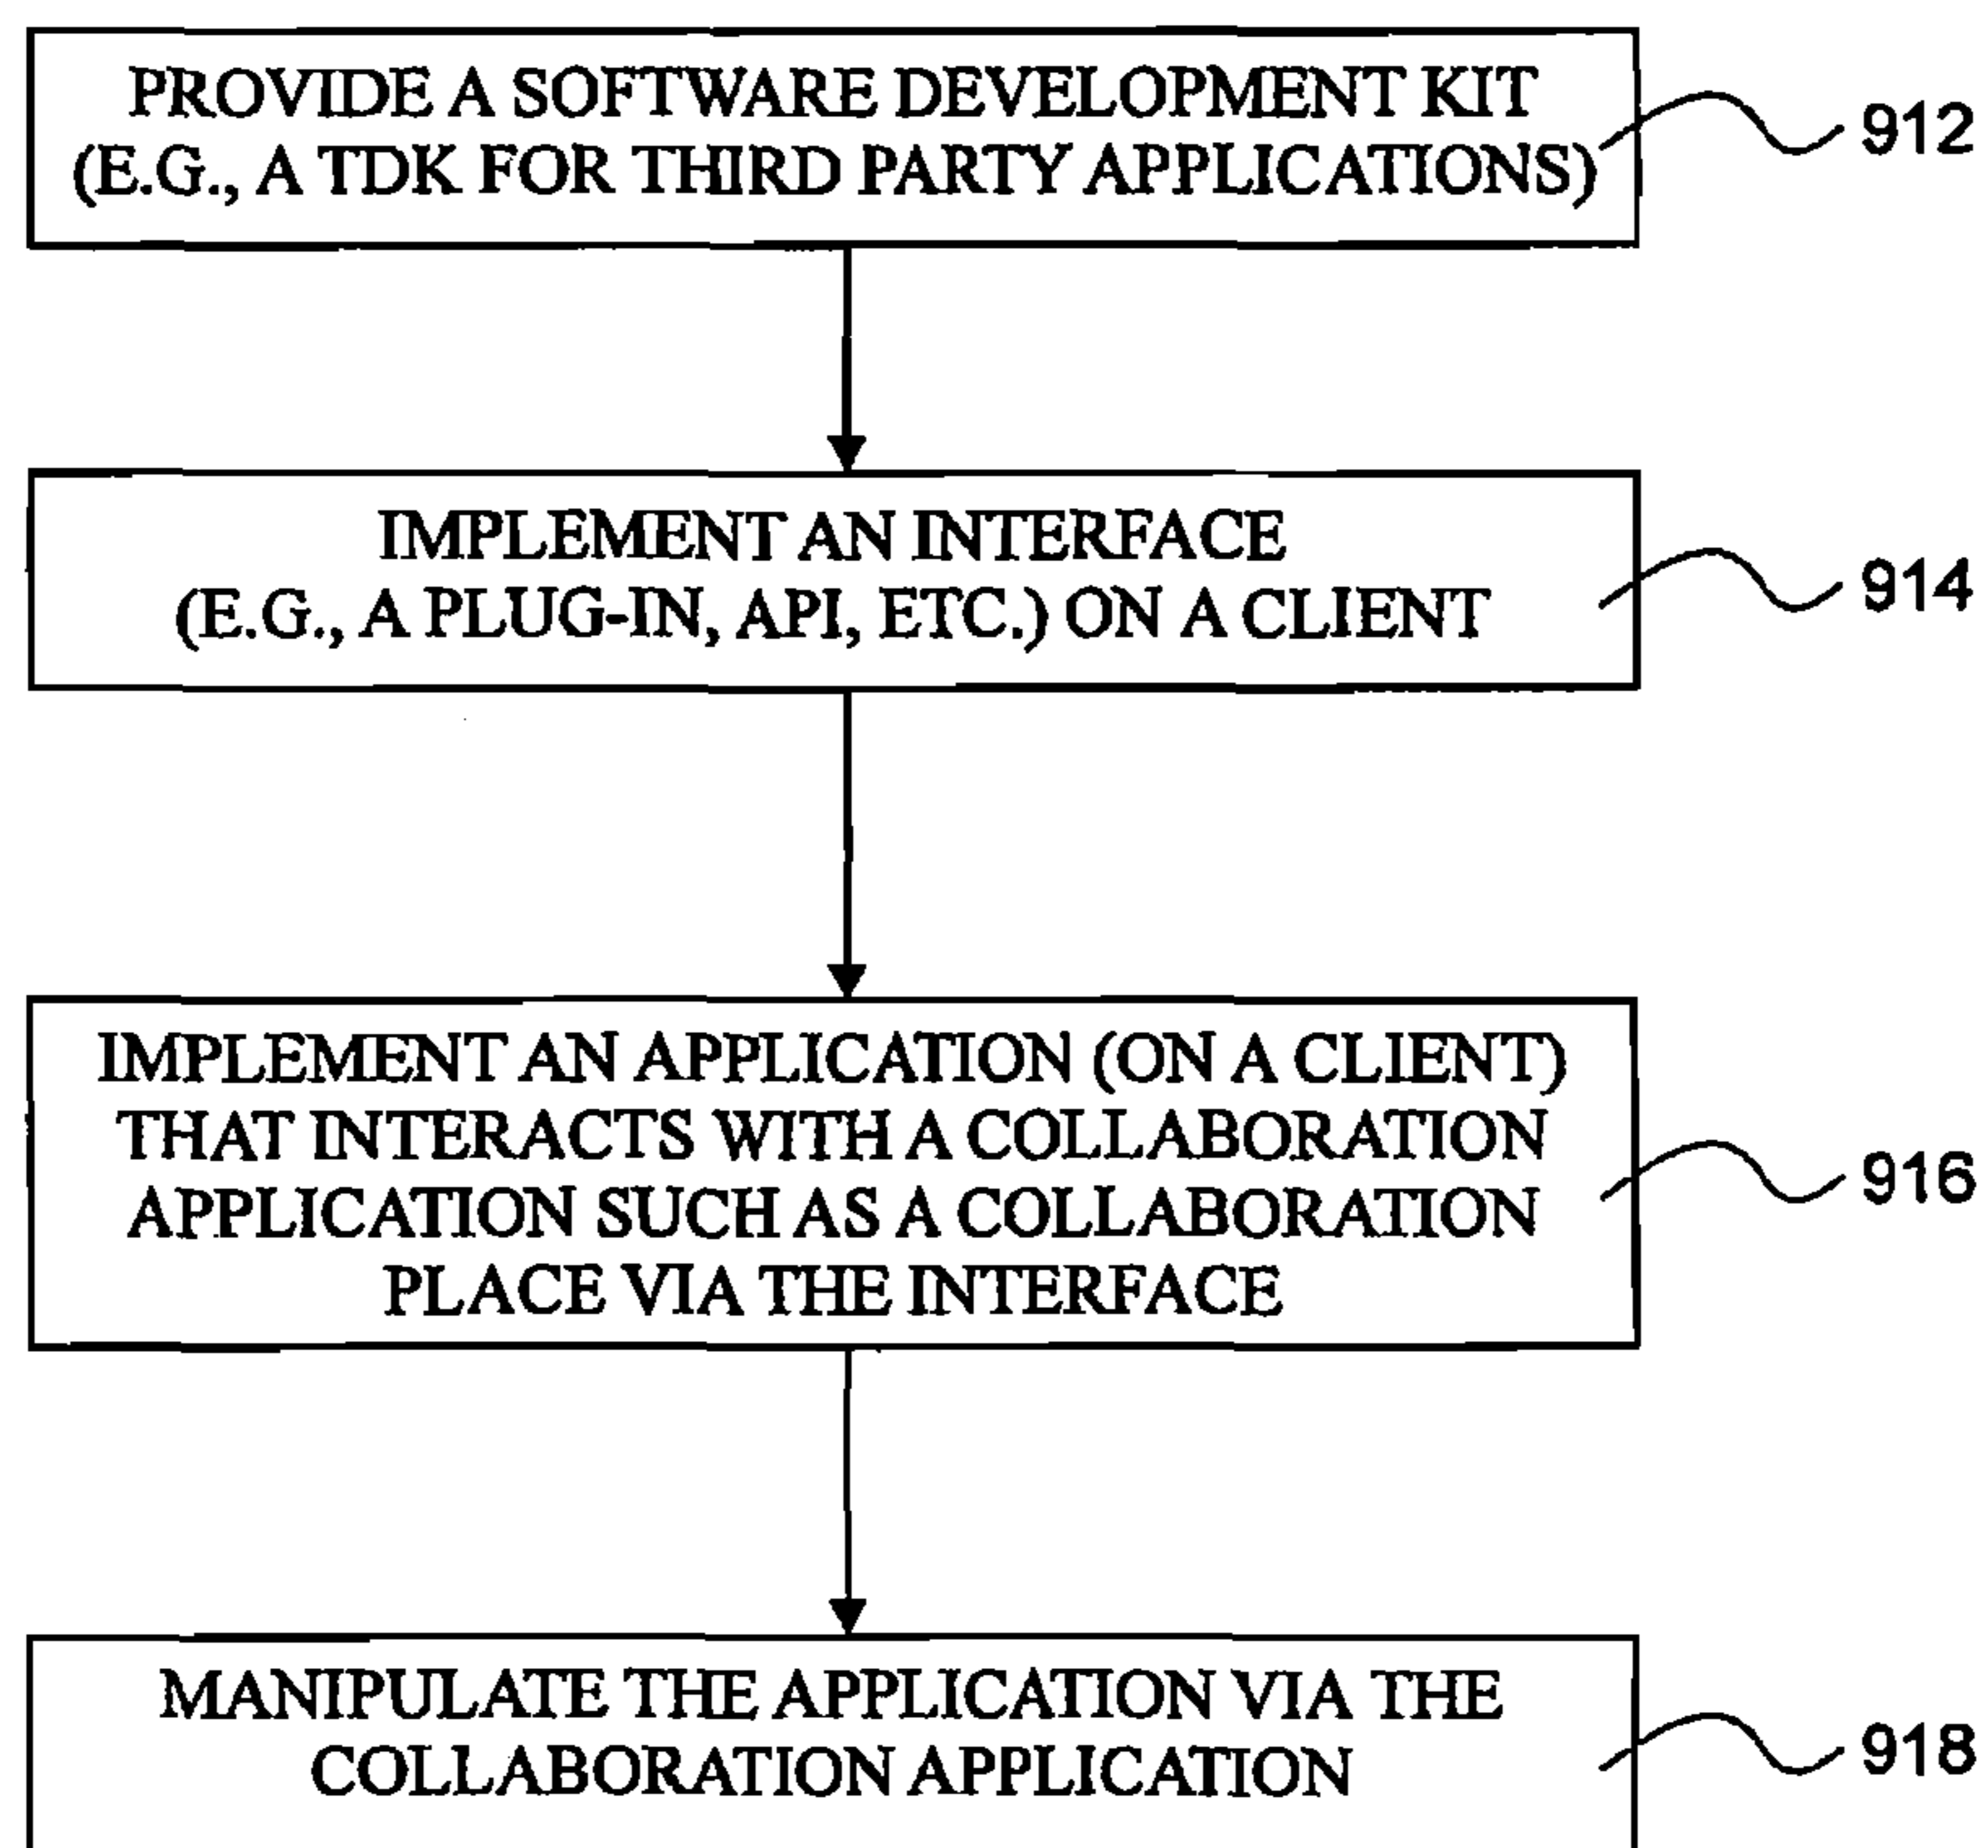 PROVIDE A SOFTWARE DEVELOPMENT KIT
(E.G., A TDK FOR THIRD PARTY APPLICATIONS)
912
IMPLEMENT AN INTERFACE
(E.G., A PLUG-IN, API, ETC.) ON A CLIENT
914
IMPLEMENT AN APPLICATION (ON A CLIENT)
THAT INTERACTS WITH A COLLABORATION
APPLICATION SUCH AS A COLLABORATION
PLACE VIA THE INTERFACE
916
MANIPULATE THE APPLICATION VIA THE
COLLABORATION APPLICATION
918